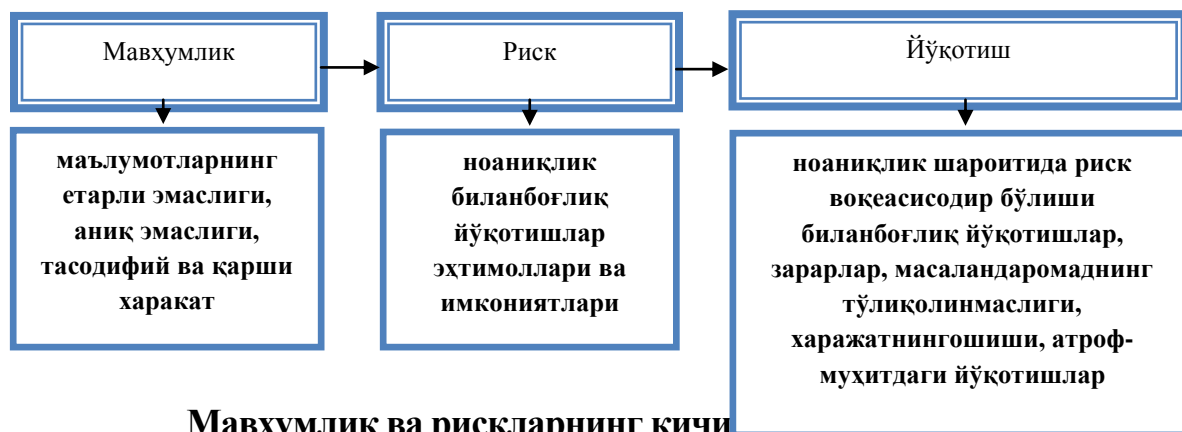 Мавҳумлик
Риск
Йўқотиш
маълумотларнинг
етарли эмаслиги,
аниқ эмаслиги,
тасодифий ва қарши
харакат
ноаниқлик
биланбоғлиқ
йўқотишлар
эҳтимоллари ва
имкониятлари
ноаниқлик шароитида риск
воқеасисодир бўлиши
биланбоғлиқ йўқотишлар,
зарарлар, масаландаромаднинг
тўлиқолинмаслиги,
харажатнингошиши, атроф-
муҳитдаги йўқотишлар
Мавҳумлик ва рискларнинг